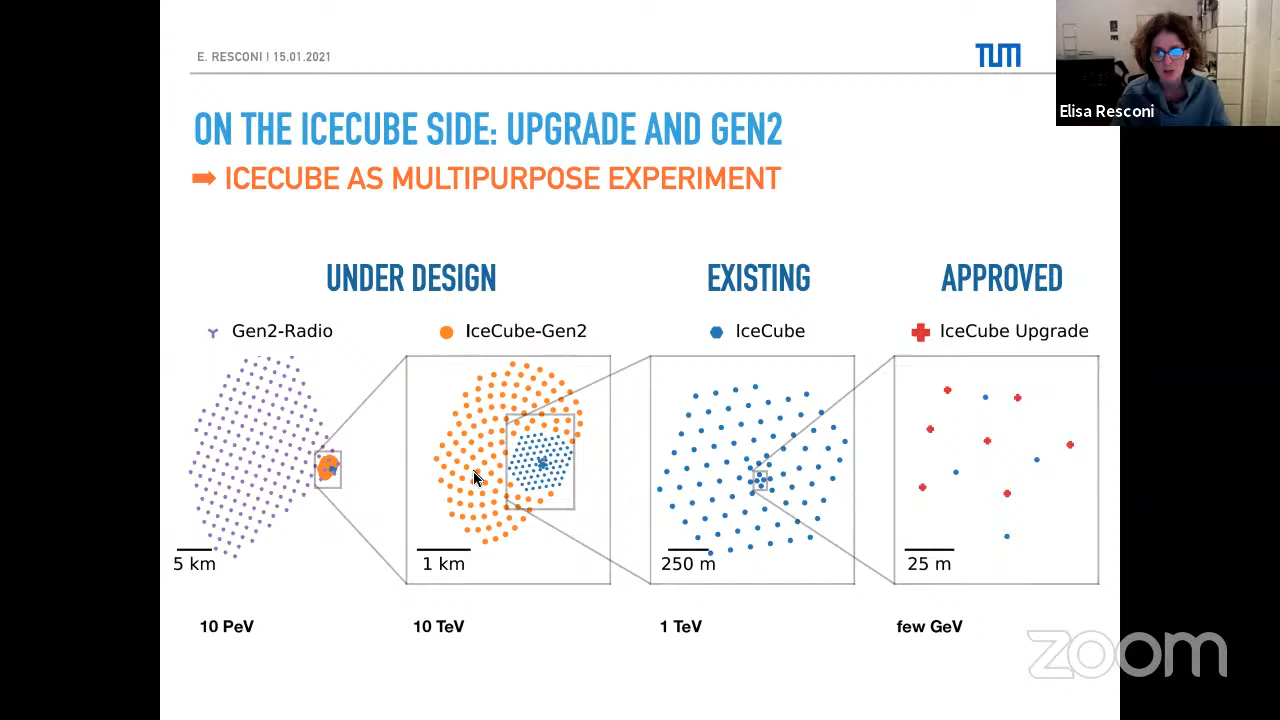 E. RESCONI I 15.01.2021
TUM
Elisa Resconi
ON THE ICECUBE SIDE: UPGRADE AND GEN2
➡ ICECUBE AS MULTIPURPOSE EXPERIMENT
UNDER DESIGN
EXISTING
APPROVED
Gen2-Radio
IceCube-Gen2
IceCube
IceCube Upgrade
5 km
1 km
250 m
25 m
10 PeV
10 TeV
1 TeV
few GeV
zoom